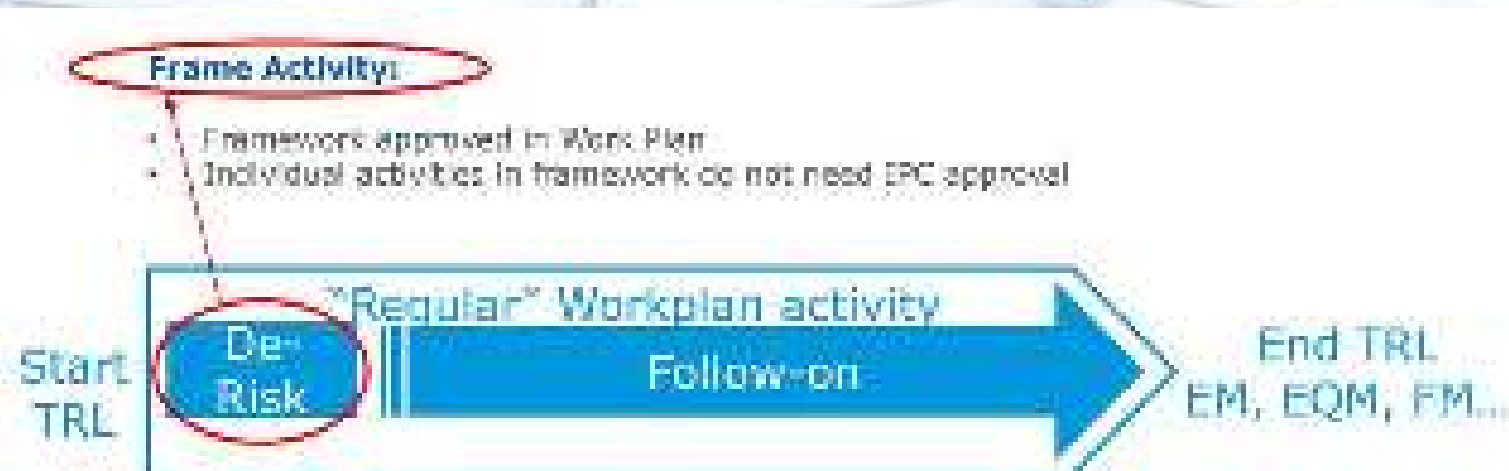 Frame Activity:
• Framework approved in Work Plan
• Individual activities in framework do not need IPC approval
"Regular" Workplan activity
De-
Risk
Follow-on
Start
TRL
End TRL
EM, EQM, FM...